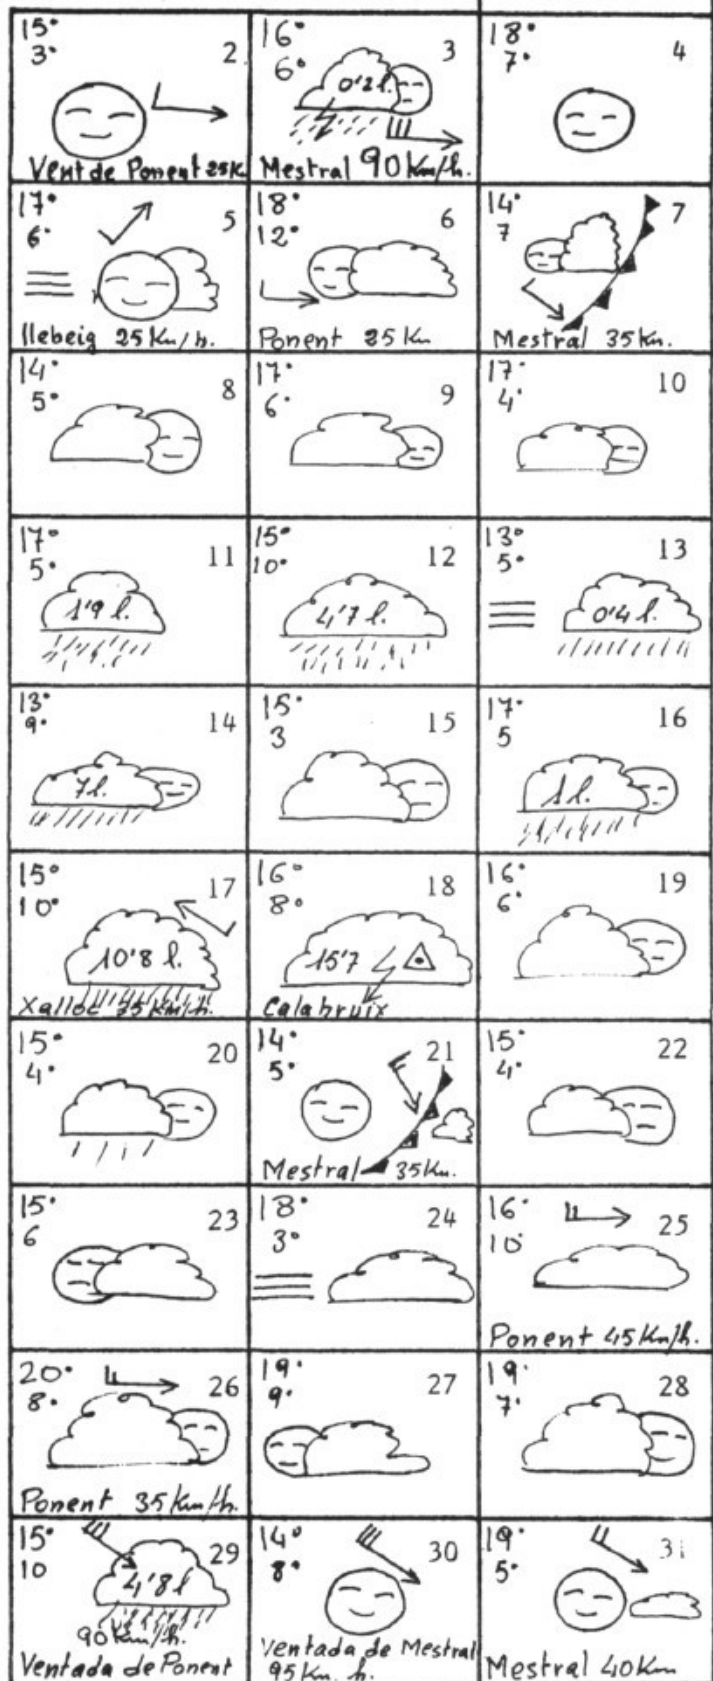 15° 2
3°
Vent de Ponent 25K
16° 3
6°
0'2 l.
Mestral 90 Km/h.
18° 4
7°
17° 5
6°
llebeig 25 Km/h.
18° 6
12°
Ponent 25 Km
14° 7
7
Mestral 35 Km.
14° 8
5°
17° 9
6°
17° 10
4°
17° 11
5°
1'9 l.
15° 12
10°
4'7 l.
13° 13
5°
0'4 l.
13° 14
9°
7 l.
15° 15
3
17° 16
5
1 l.
15° 17
10°
10'8 l.
Xalloc 25 Km/h.
16° 18
8°
15'7
Calabruix
16° 19
6°
15° 20
4°
14° 21
5°
Mestral 35 Km.
15° 22
4°
15° 23
6
18° 24
3°
16° 25
10°
Ponent 45 Km/h.
20° 26
8°
Ponent 35 Km/h.
19° 27
9°
19° 28
7°
15° 29
10
4'8 l
90 Km/h.
Ventada de Ponent
14° 30
8°
Ventada de Mestral
95 Km. h.
19° 31
5°
Mestral 40 Km